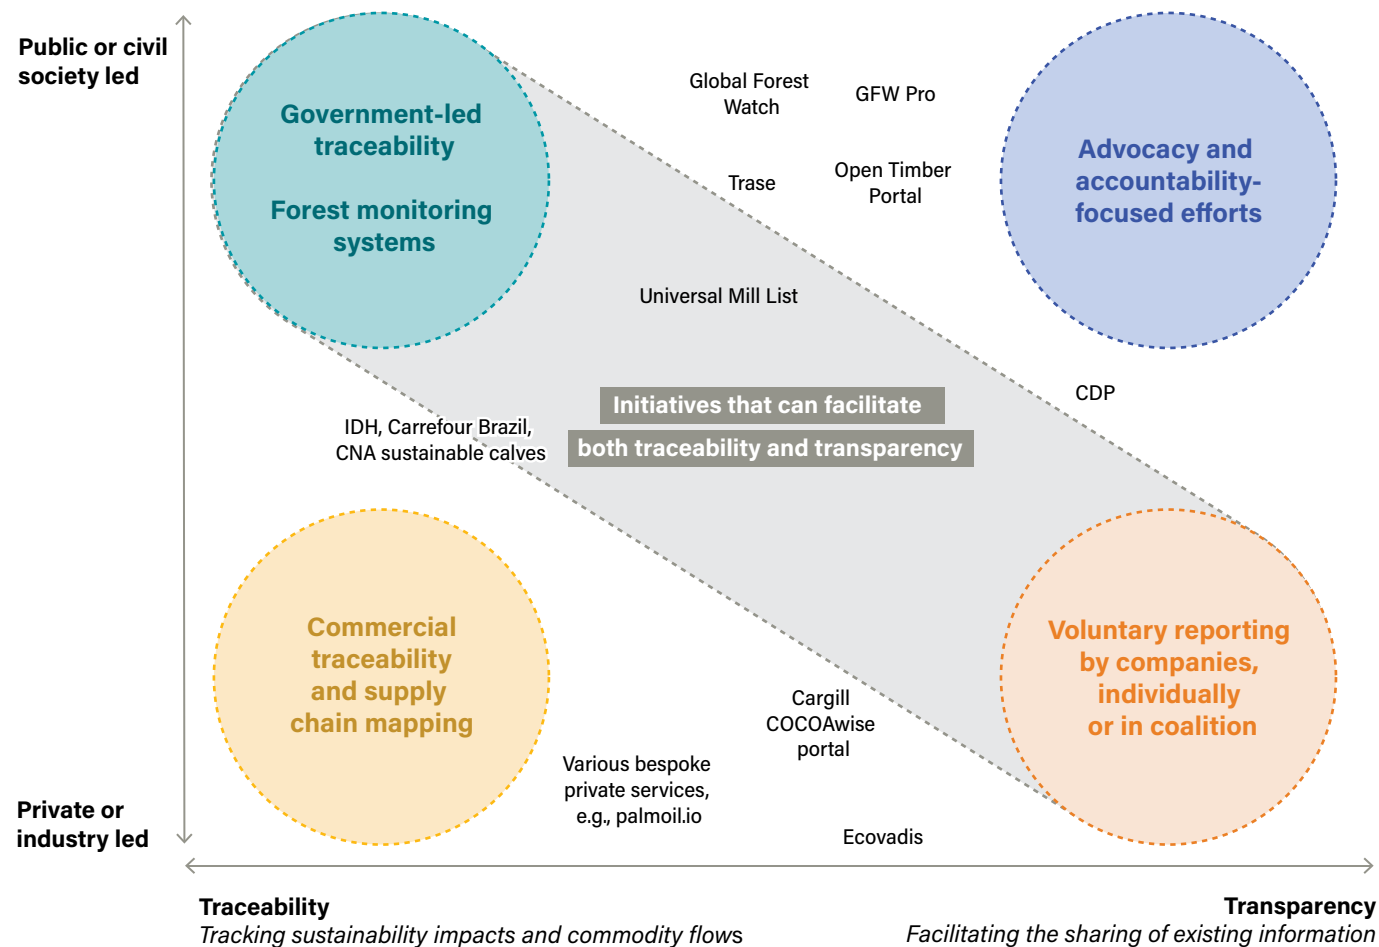 Public or civil
society led
Government-led
traceability
Forest monitoring
systems
Global Forest
Watch
GFW Pro
Trase
Open Timber
Portal
Advocacy and
accountability-
focused efforts
Universal Mill List
Initiatives that can facilitate
both traceability and transparency
CDP
IDH, Carrefour Brazil,
CNA sustainable calves
Commercial
traceability
and supply
chain mapping
Voluntary reporting
by companies,
individually
or in coalition
Cargill
COCOAwise
portal
Various bespoke
private services,
e.g., palmoil.io
Ecovadis
Private or
industry led
Traceability
Tracking sustainability impacts and commodity flows
Transparency
Facilitating the sharing of existing information